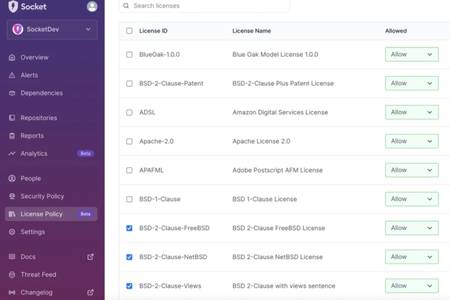 Socket
Search licenses
SocketDev
License ID License Name Allowed
Overview
BlueOak-1.0.0 Blue Oak Model License 1.0.0 Allow
Alerts
BSD-2-Clause-Patent BSD-2-Clause Plus Patent License Allow
Dependencies
ADSL Amazon Digital Services License Allow
Repositories
Reports
Apache-2.0 Apache License 2.0 Allow
Analytics Beta
APAFML Adobe Postscript AFM License Allow
People
Security Policy
BSD-1-Clause BSD 1-Clause License Allow
License Policy Beta
Settings
BSD-2-Clause-FreeBSD BSD 2-Clause FreeBSD License Allow
Docs
BSD-2-Clause-NetBSD BSD 2-Clause NetBSD License Allow
Threat Feed
BSD-2-Clause-Views BSD 2-Clause with views sentence Allow
Changelog